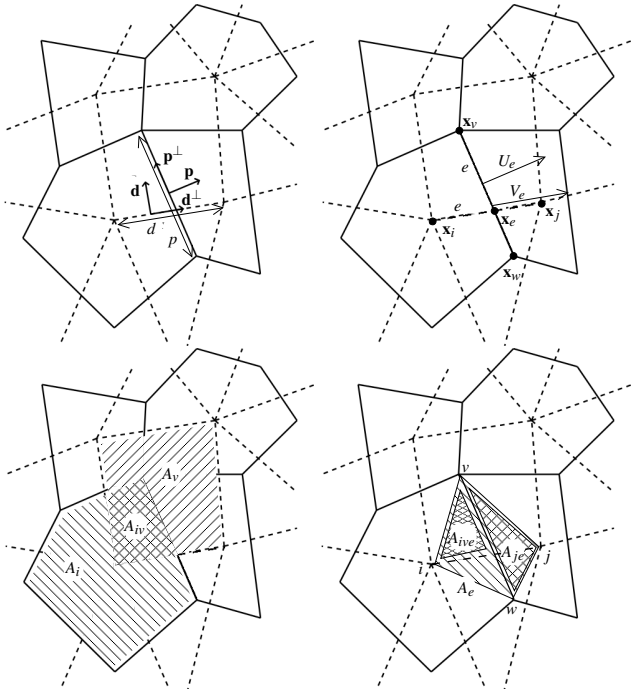 p⊥
p
d
d⊥
d
p
x_v
e
U_e
V_e
e
x_i
x_e
x_j
x_w
A_v
A_iv
A_i
v
A_ive
A_je
j
i
A_e
w